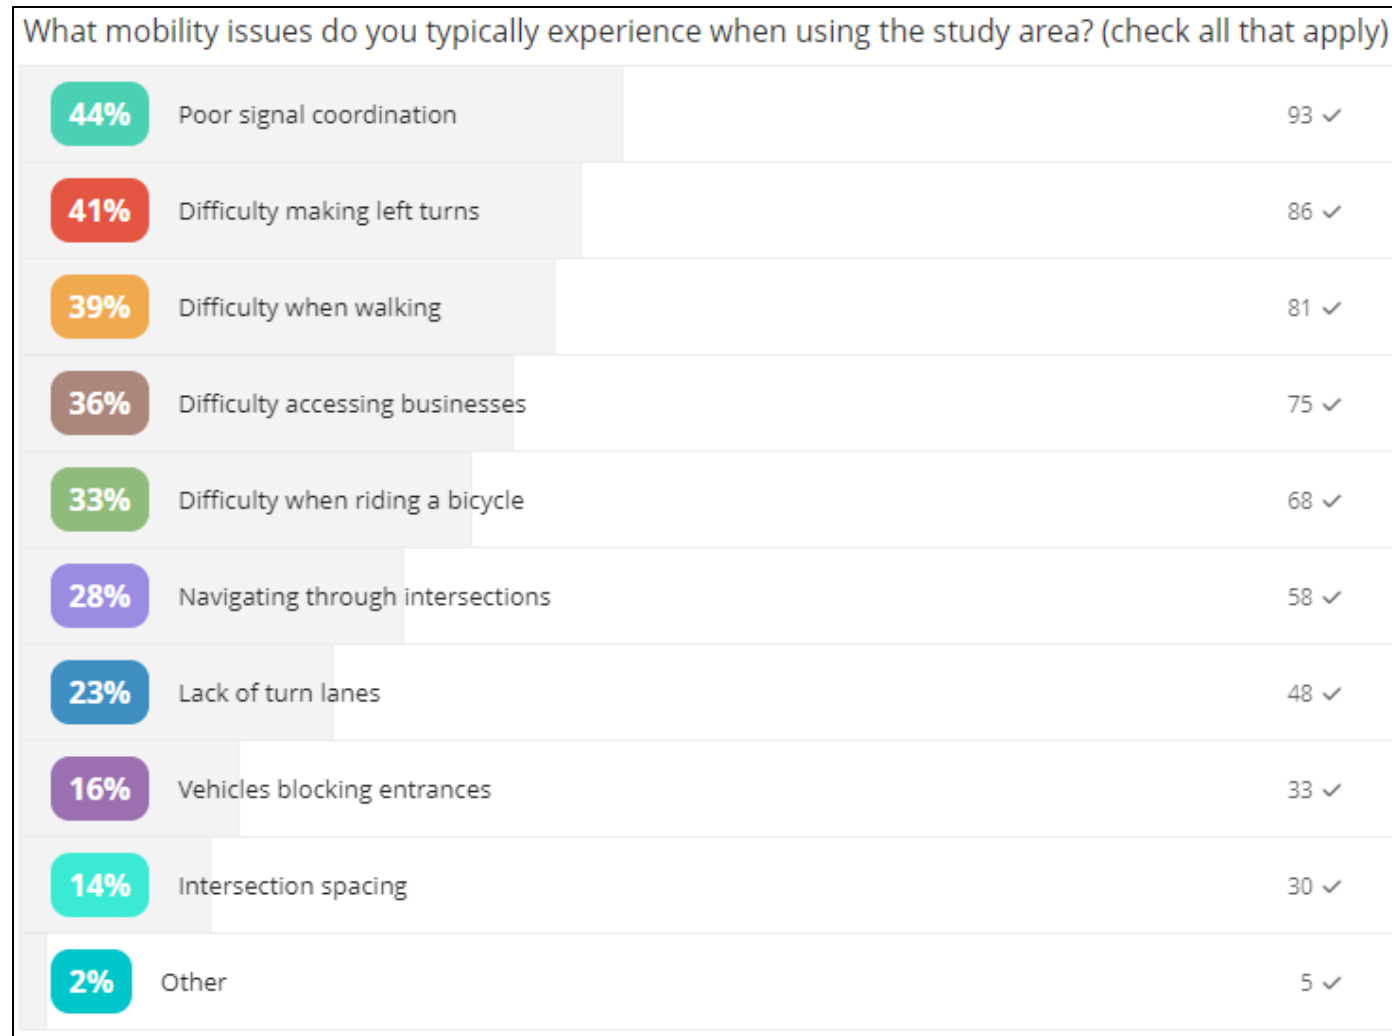 What mobility issues do you typically experience when using the study area? (check all that apply)
44% Poor signal coordination 93 ✓
41% Difficulty making left turns 86 ✓
39% Difficulty when walking 81 ✓
36% Difficulty accessing businesses 75 ✓
33% Difficulty when riding a bicycle 68 ✓
28% Navigating through intersections 58 ✓
23% Lack of turn lanes 48 ✓
16% Vehicles blocking entrances 33 ✓
14% Intersection spacing 30 ✓
2% Other 5 ✓